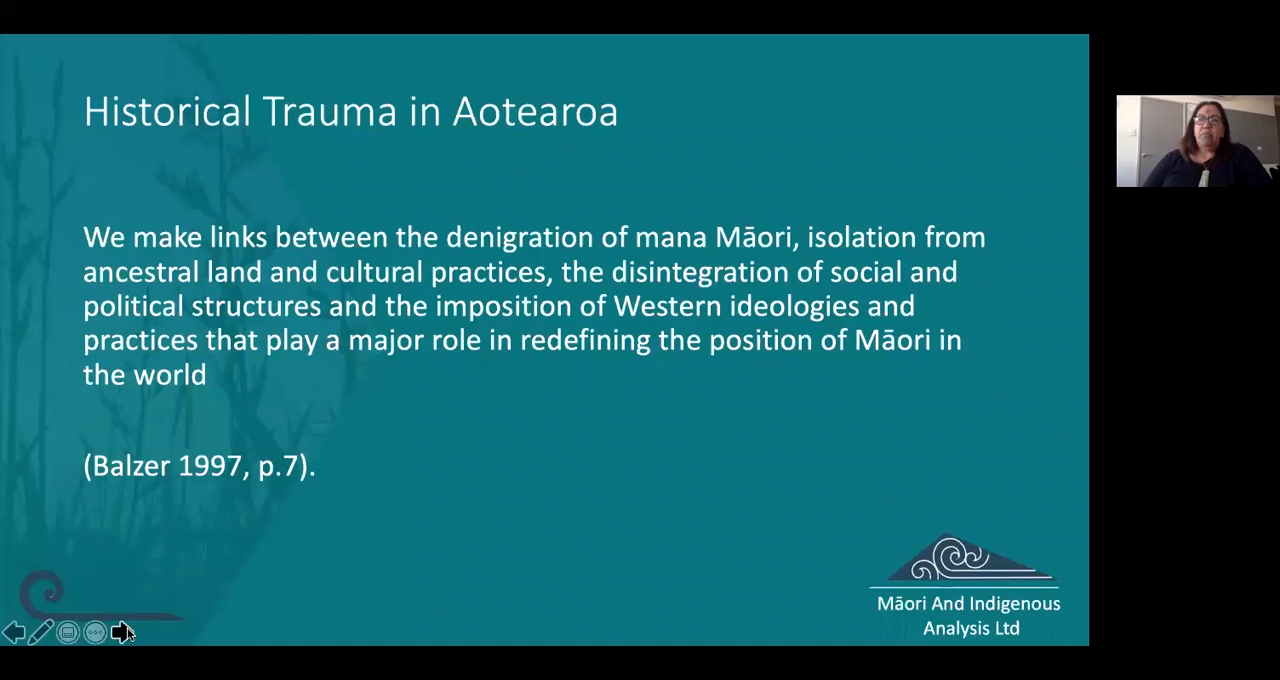 Historical Trauma in Aotearoa
We make links between the denigration of mana Māori, isolation from
ancestral land and cultural practices, the disintegration of social and
political structures and the imposition of Western ideologies and
practices that play a major role in redefining the position of Māori in
the world
(Balzer 1997, p.7).
Māori And Indigenous
Analysis Ltd